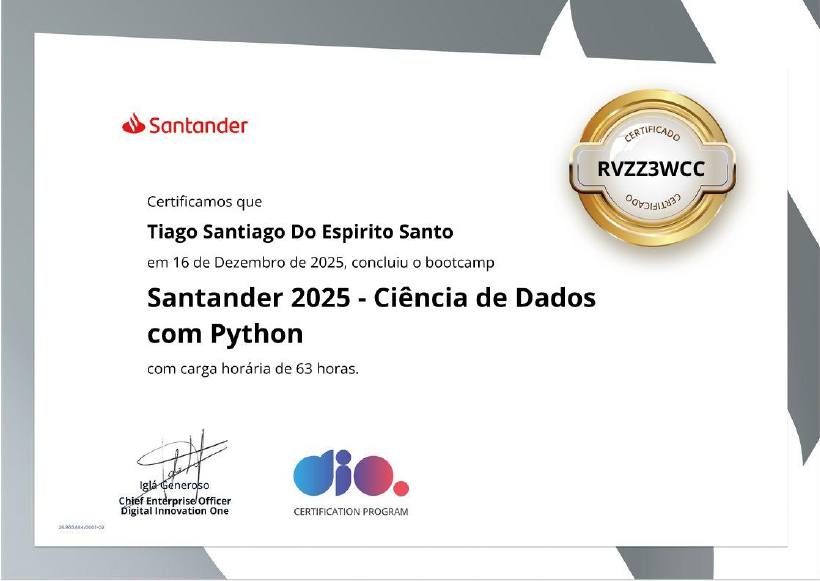 Santander
CERTIFICADO
RVZZ3WCC
CERTIFICADO
Certificamos que
Tiago Santiago Do Espirito Santo
em 16 de Dezembro de 2025, concluiu o bootcamp
Santander 2025 - Ciência de Dados
com Python
com carga horária de 63 horas.
Iglá Generoso
Chief Enterprise Officer
Digital Innovation One
dio.
CERTIFICATION PROGRAM